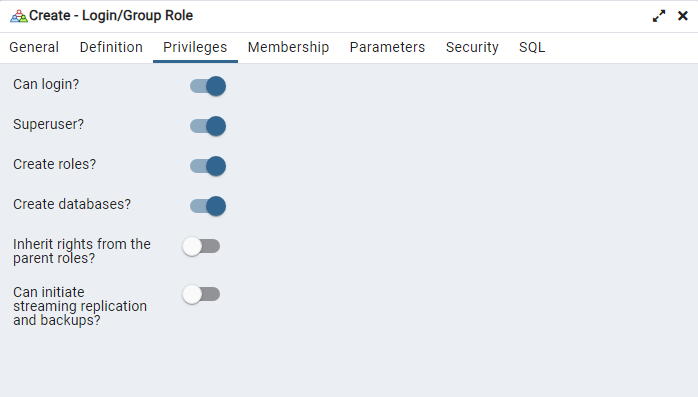 Create - Login/Group Role
General Definition Privileges Membership Parameters Security SQL
Can login?
Superuser?
Create roles?
Create databases?
Inherit rights from the
parent roles?
Can initiate
streaming replication
and backups?